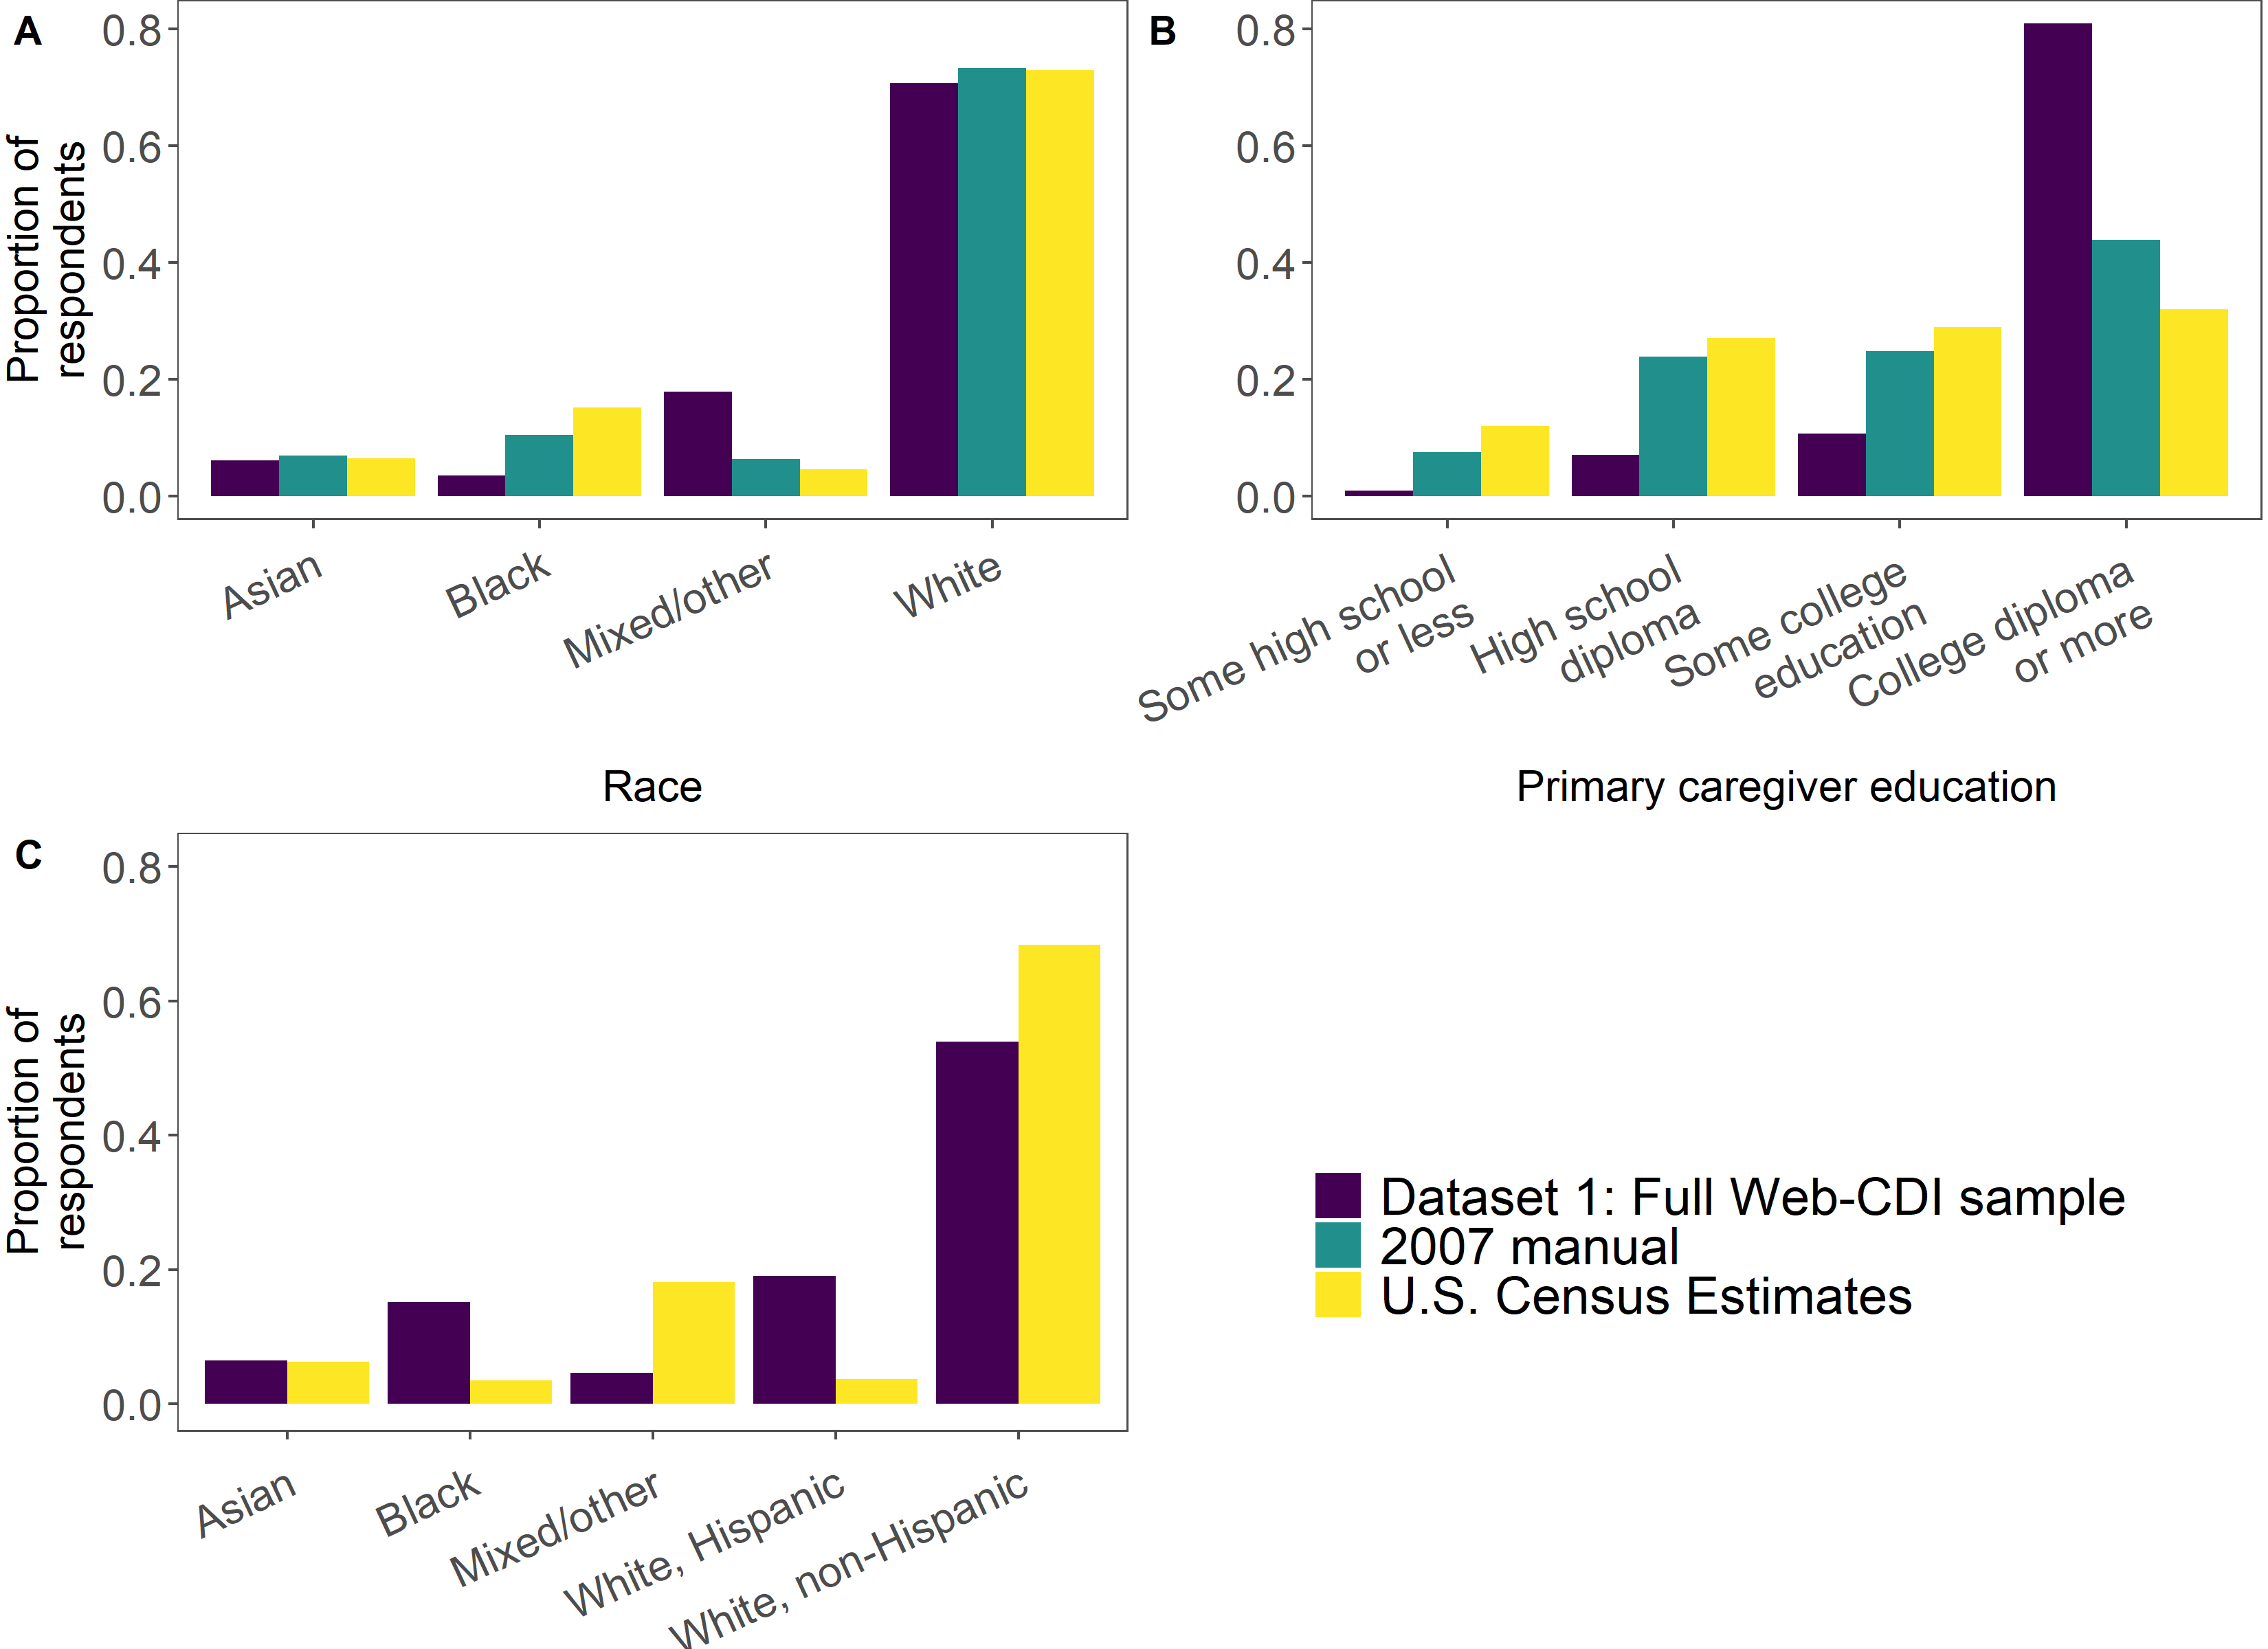 A
Proportion of
respondents
0.8
0.6
0.4
0.2
0.0
Asian
Black
Mixed/other
White
Race
B
0.8
0.6
0.4
0.2
0.0
Some high school
or less
High school
diploma
Some college
education
College diploma
or more
Primary caregiver education
C
Proportion of
respondents
0.8
0.6
0.4
0.2
0.0
Asian
Black
Mixed/other
White, Hispanic
White, non-Hispanic
Dataset 1: Full Web-CDI sample
2007 manual
U.S. Census Estimates